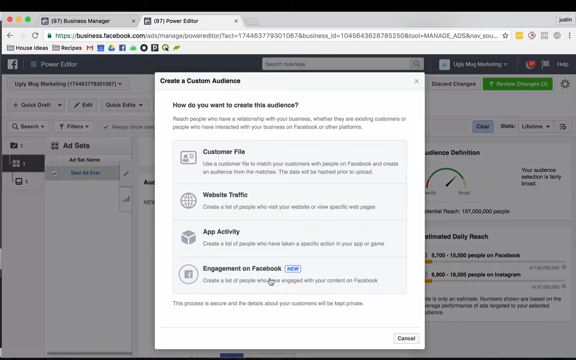 (97) Business Manager
(97) Power Editor
justin
https://business.facebook.com/ads/manage/powereditor/?act=174463779301067&business_id=1045643628785250&tool=MANAGE_ADS&nav_sou...
House Ideas
Recipes
Power Editor
Search business
Ugly Mug Marketing
Ugly Mug Marketing (174463779301067)
Discard Changes
Review Changes (3)
+ Quick Draft
Edit
Quick Edits
Search
Filters
Always show new
Clear
Stats:
Lifetime
Create a Custom Audience
How do you want to create this audience?
Reach people who have a relationship with your business, whether they are existing customers or
people who have interacted with your business on Facebook or other platforms.
Customer File
Use a customer file to match your customers with people on Facebook and create
an audience from the matches. The data will be hashed prior to upload.
Website Traffic
Create a list of people who visit your website or view specific web pages
App Activity
Create a list of people who have taken a specific action in your app or game
Engagement on Facebook NEW
Create a list of people who have engaged with your content on Facebook
This process is secure and the details about your customers will be kept private.
Cancel
1
1
1
Ad Sets
Ad Set Name
Best Ad Ever
Aud
NEW
Audience Definition
Your audience
selection is fairly
broad.
Broad
otential Reach: 197,000,000 people
Estimated Daily Reach
5,700 - 15,000 people on Facebook
of 140,000,000
6,900 - 18,000 people on Instagram
of 57,000,000
his is only an estimate. Numbers shown are based on the
average performance of ads targeted to your selected
audience.